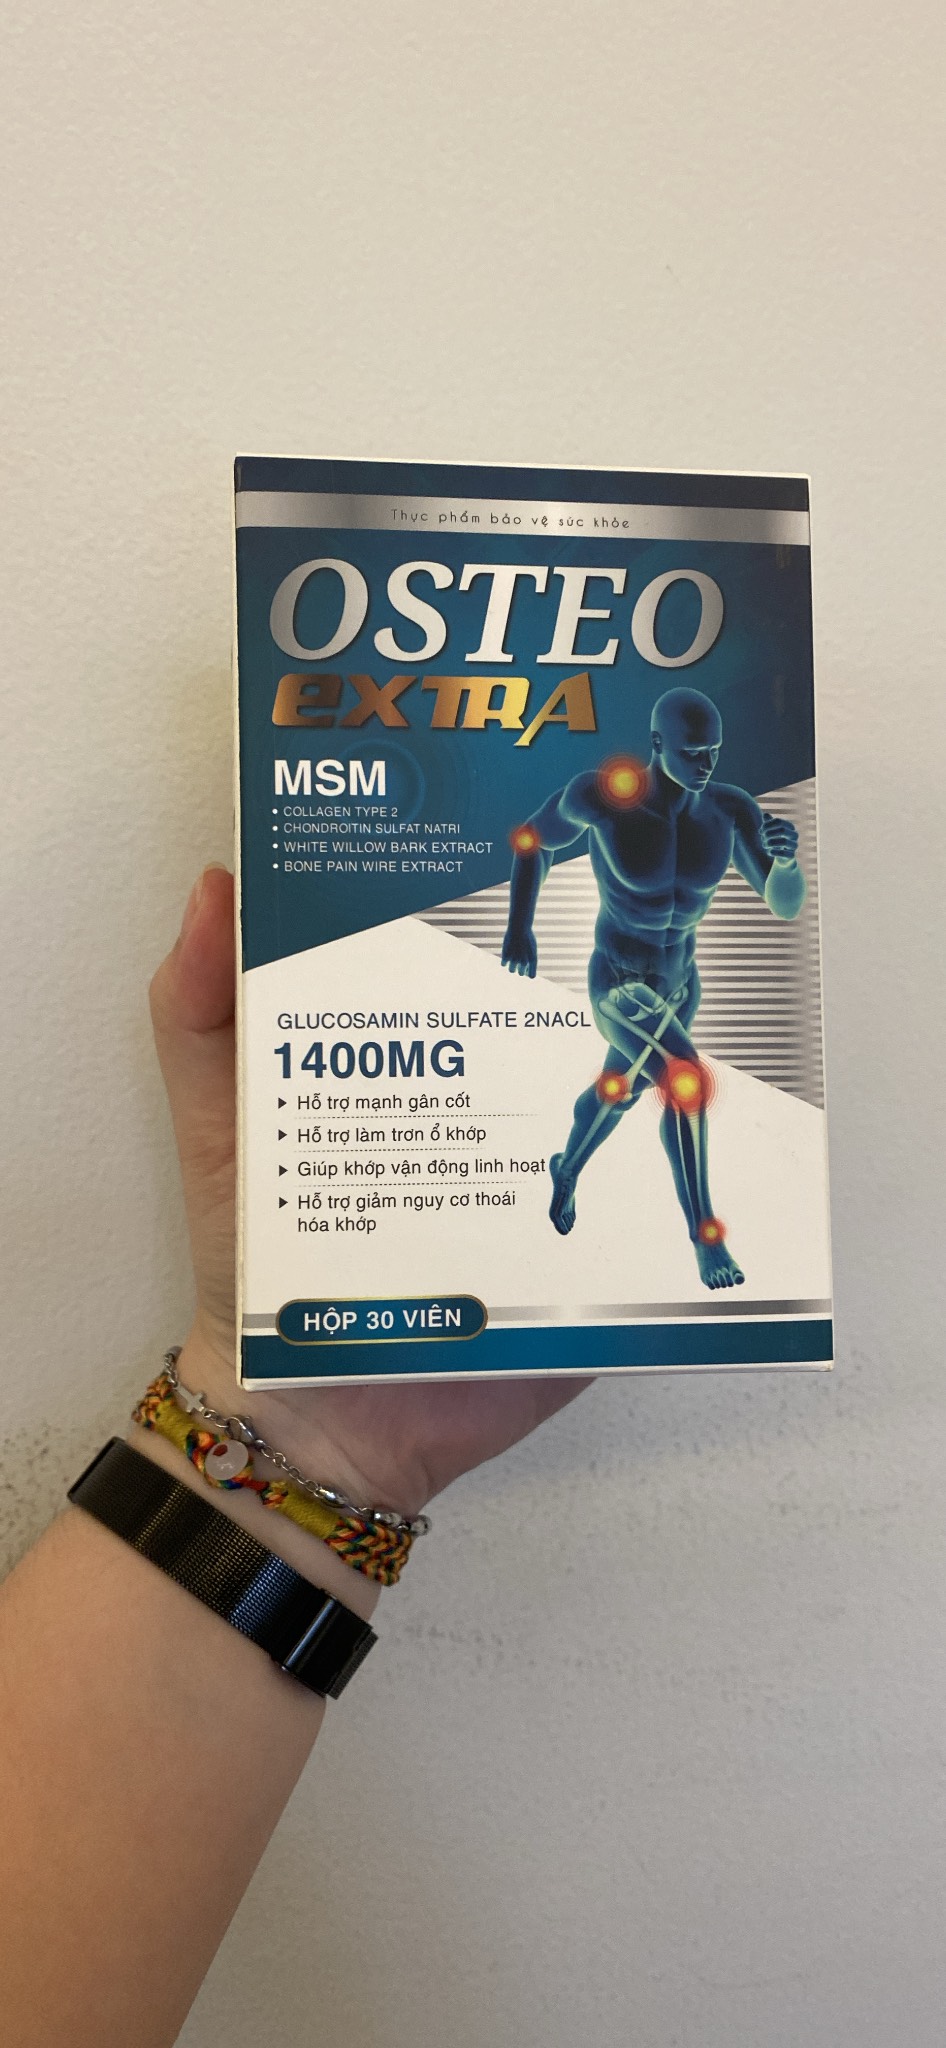 Thực phẩm bảo vệ sức khỏe
OSTEO
EXTRA
MSM
• COLLAGEN TYPE 2
• CHONDROITIN SULFAT NATRI
• WHITE WILLOW BARK EXTRACT
• BONE PAIN WIRE EXTRACT
GLUCOSAMIN SULFATE 2NACL
1400MG
▶ Hỗ trợ mạnh gân cốt
▶ Hỗ trợ làm trơn ổ khớp
▶ Giúp khớp vận động linh hoạt
▶ Hỗ trợ giảm nguy cơ thoái
hóa khớp
HỘP 30 VIÊN